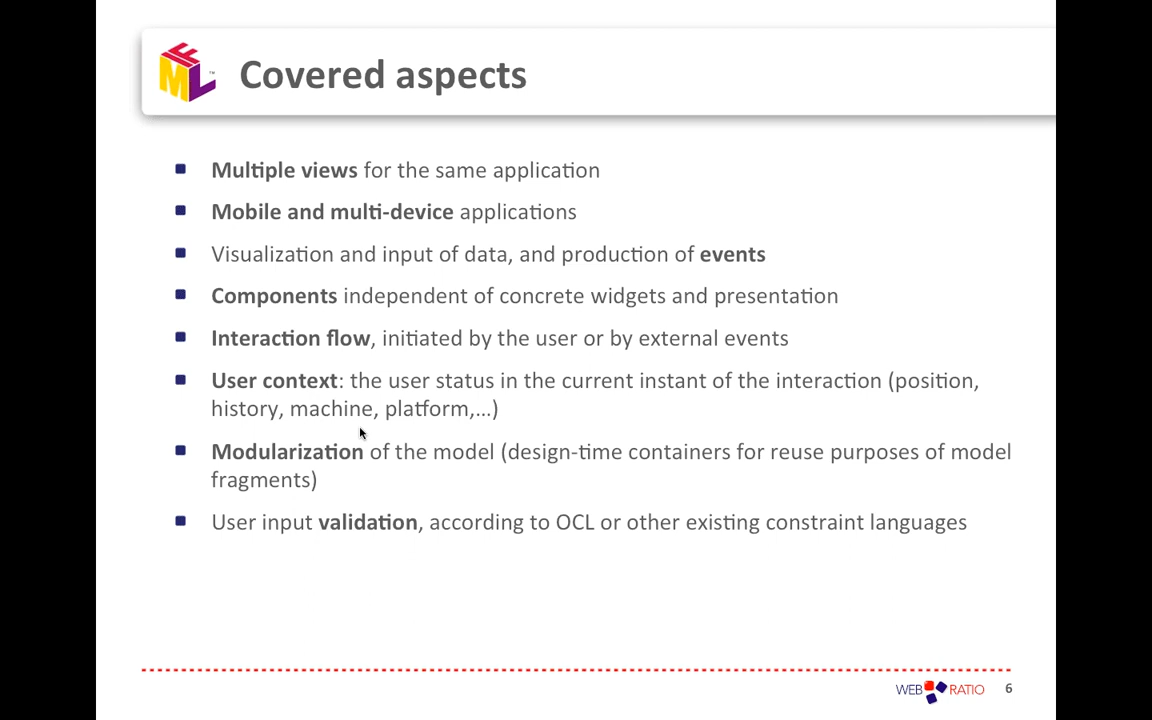 IFML™
Covered aspects
Multiple views for the same application
Mobile and multi-device applications
Visualization and input of data, and production of events
Components independent of concrete widgets and presentation
Interaction flow, initiated by the user or by external events
User context: the user status in the current instant of the interaction (position,
history, machine, platform,...)
Modularization of the model (design-time containers for reuse purposes of model
fragments)
User input validation, according to OCL or other existing constraint languages
WEB RATIO
6